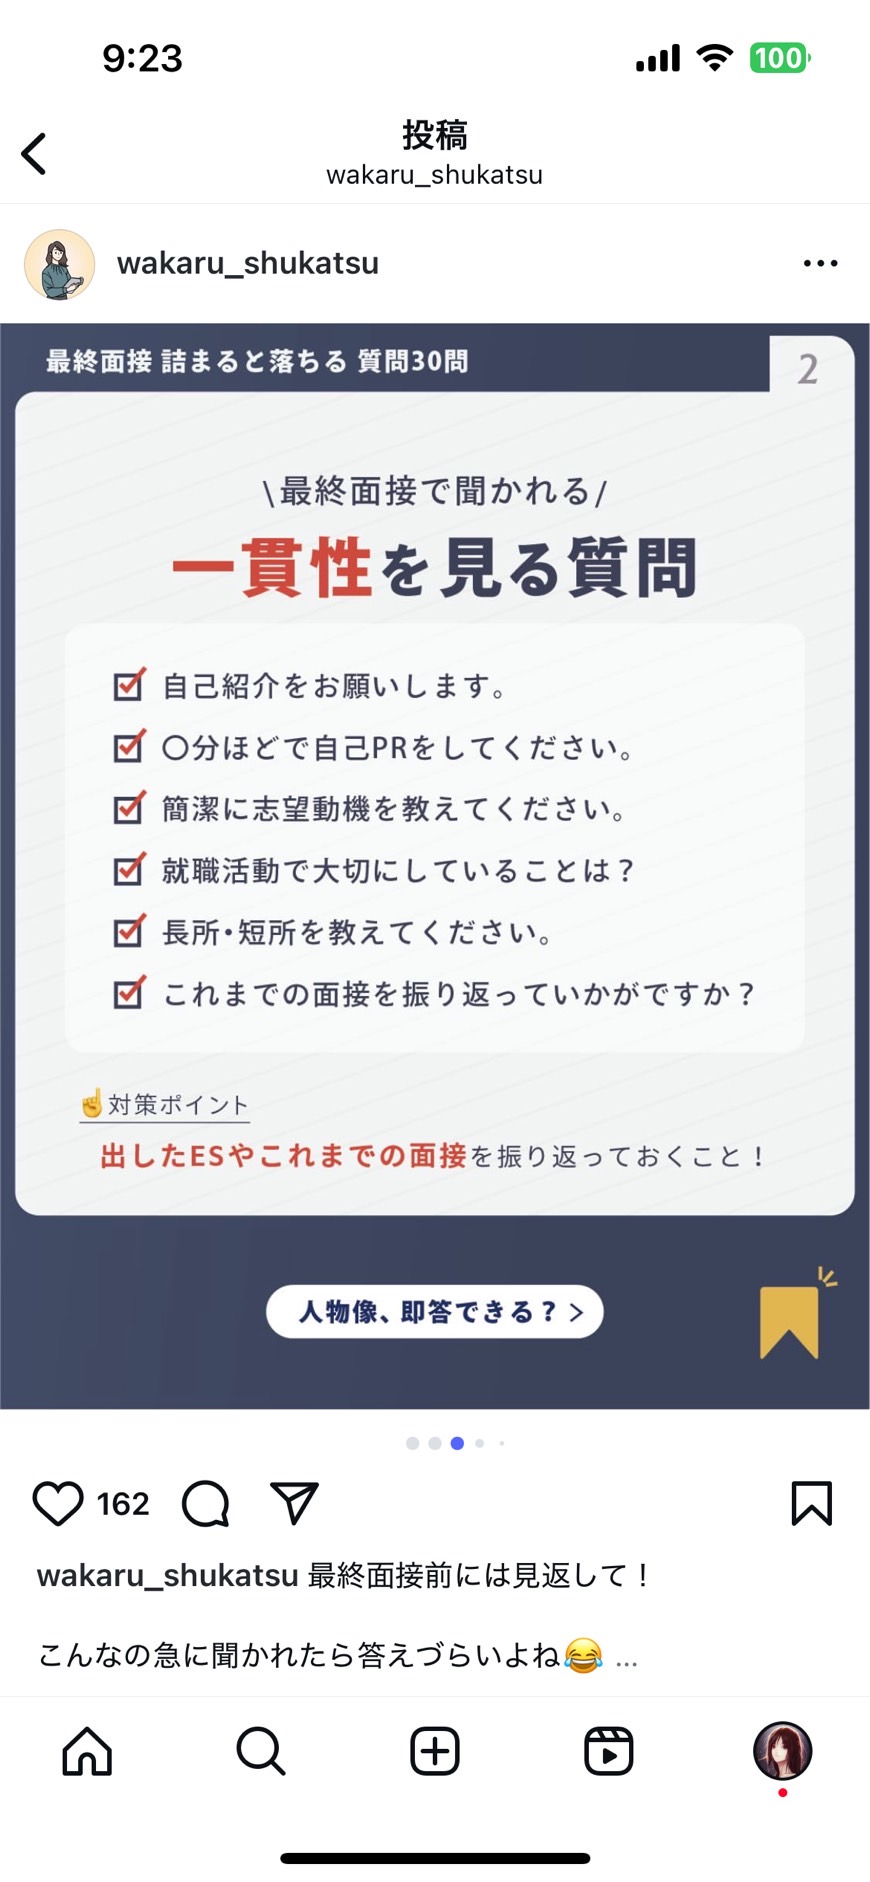 9:23
100
投稿
wakaru_shukatsu
wakaru_shukatsu
最終面接 詰まると落ちる 質問30問
2
\最終面接で聞かれる/
一貫性を見る質問
自己紹介をお願いします。
〇分ほどで自己PRをしてください。
簡潔に志望動機を教えてください。
就職活動で大切にしていることは？
長所・短所を教えてください。
これまでの面接を振り返っていかがですか？
☝対策ポイント
出したESやこれまでの面接を振り返っておくこと！
人物像、即答できる？>
162
wakaru_shukatsu 最終面接前には見返して！
こんなの急に聞かれたら答えづらいよね😂 ...